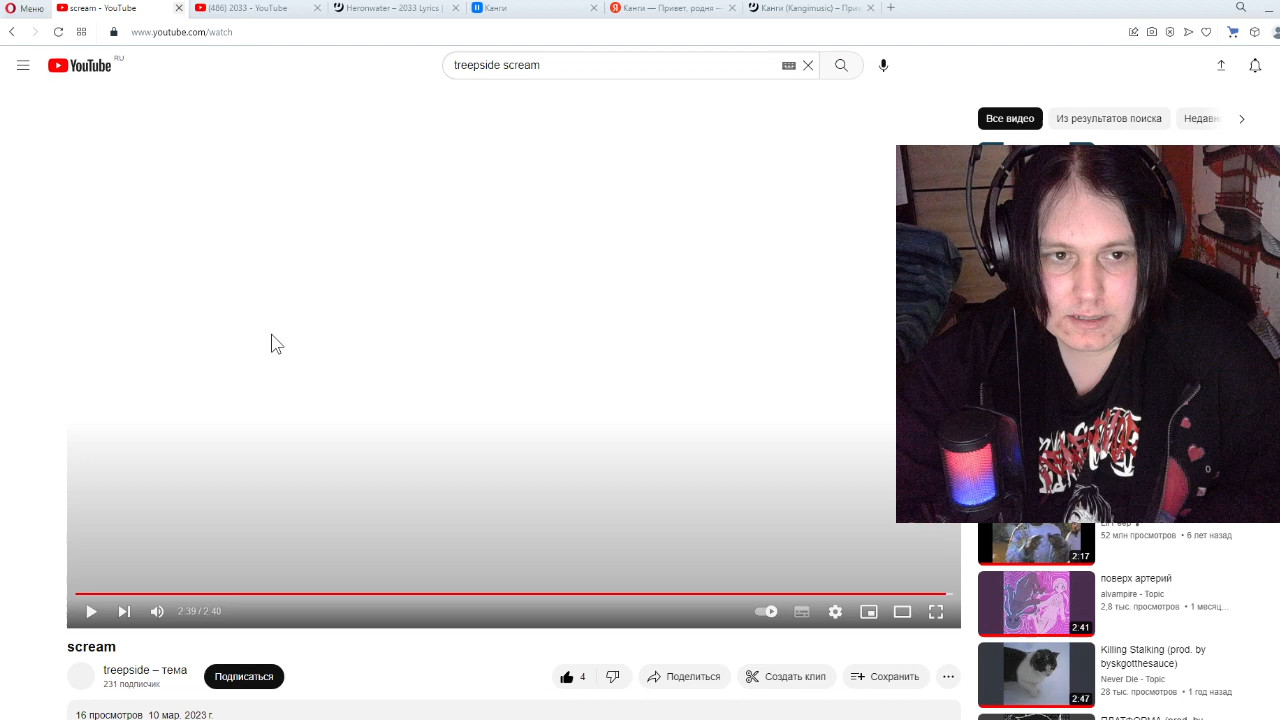 Меню
scream - YouTube
(486) 2033 - YouTube
Heronwater – 2033 Lyrics |
Канги
Канги — Привет, родня —
Канги (Kangimusic) – При
www.youtube.com/watch
YouTube RU
treepside scream
Все видео
Из результатов поиска
52 млн просмотров • 6 лет назад
2:17
поверх артерий
alvampire - Topic
2,8 тыс. просмотров • 1 месяц...
2:41
2:39 / 2:40
scream
treepside – тема
231 подписчик
Подписаться
4
Поделиться
Создать клип
Сохранить
Killing Stalking (prod. by
byskgotthesauce)
Never Die - Topic
28 тыс. просмотров • 1 год назад
2:47
16 просмотров 10 мар. 2023 г.